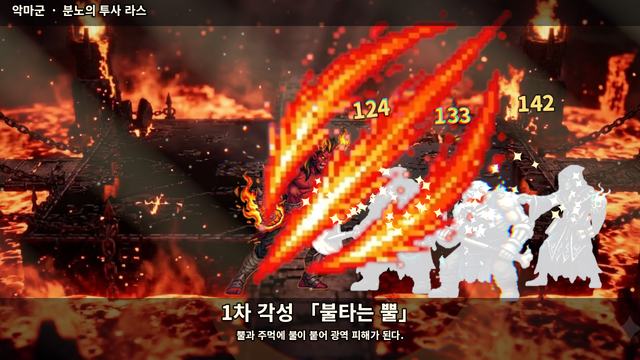 악마군 · 분노의 투사 라스
124
133
142
1차 각성 「불타는 뿔」
뿔과 주먹에 불이 붙어 광역 피해가 된다.